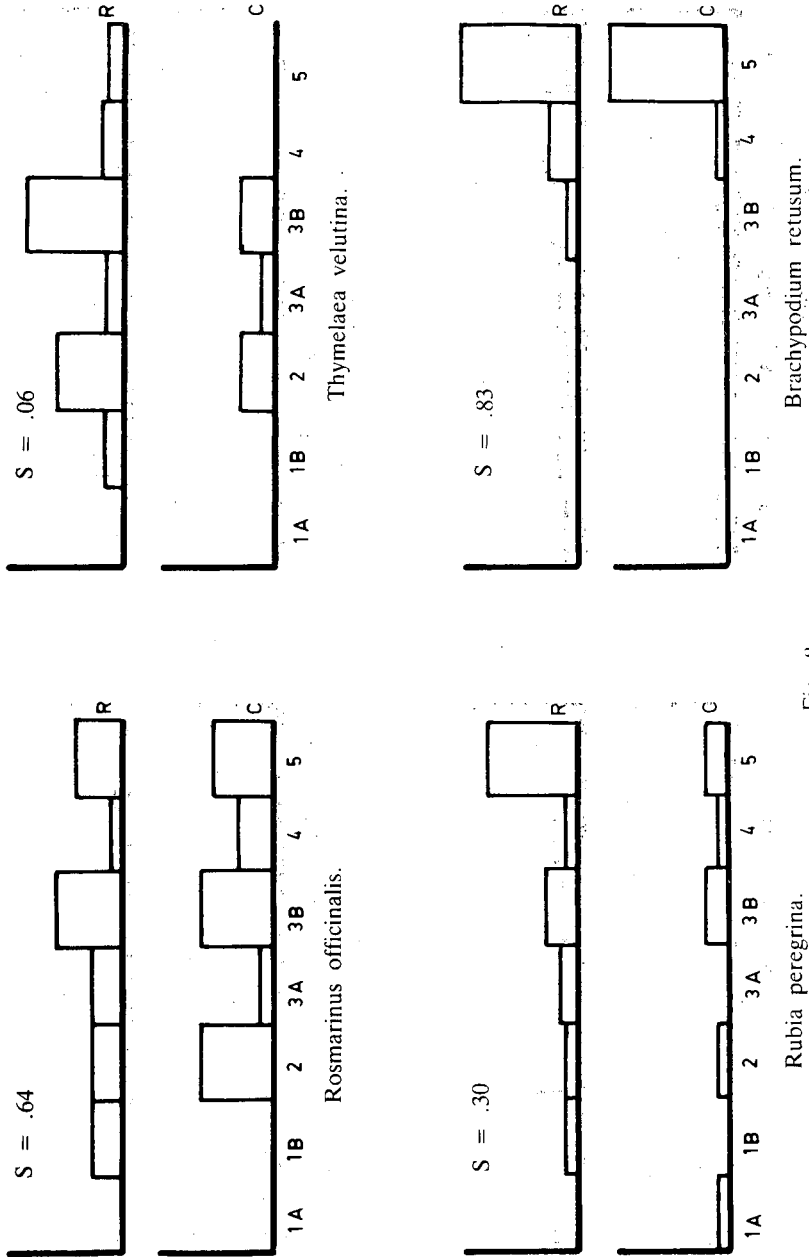 S = .64
R
C
1A 1B 2 3A 3B 4 5
Rosmarinus officinalis.
S = .06
R
C
1A 1B 2 3A 3B 4 5
Thymelaea velutina.
S = .30
R
C
1A 1B 2 3A 3B 4 5
Rubia peregrina.
S = .83
R
C
1A 1B 2 3A 3B 4 5
Brachypodium retusum.